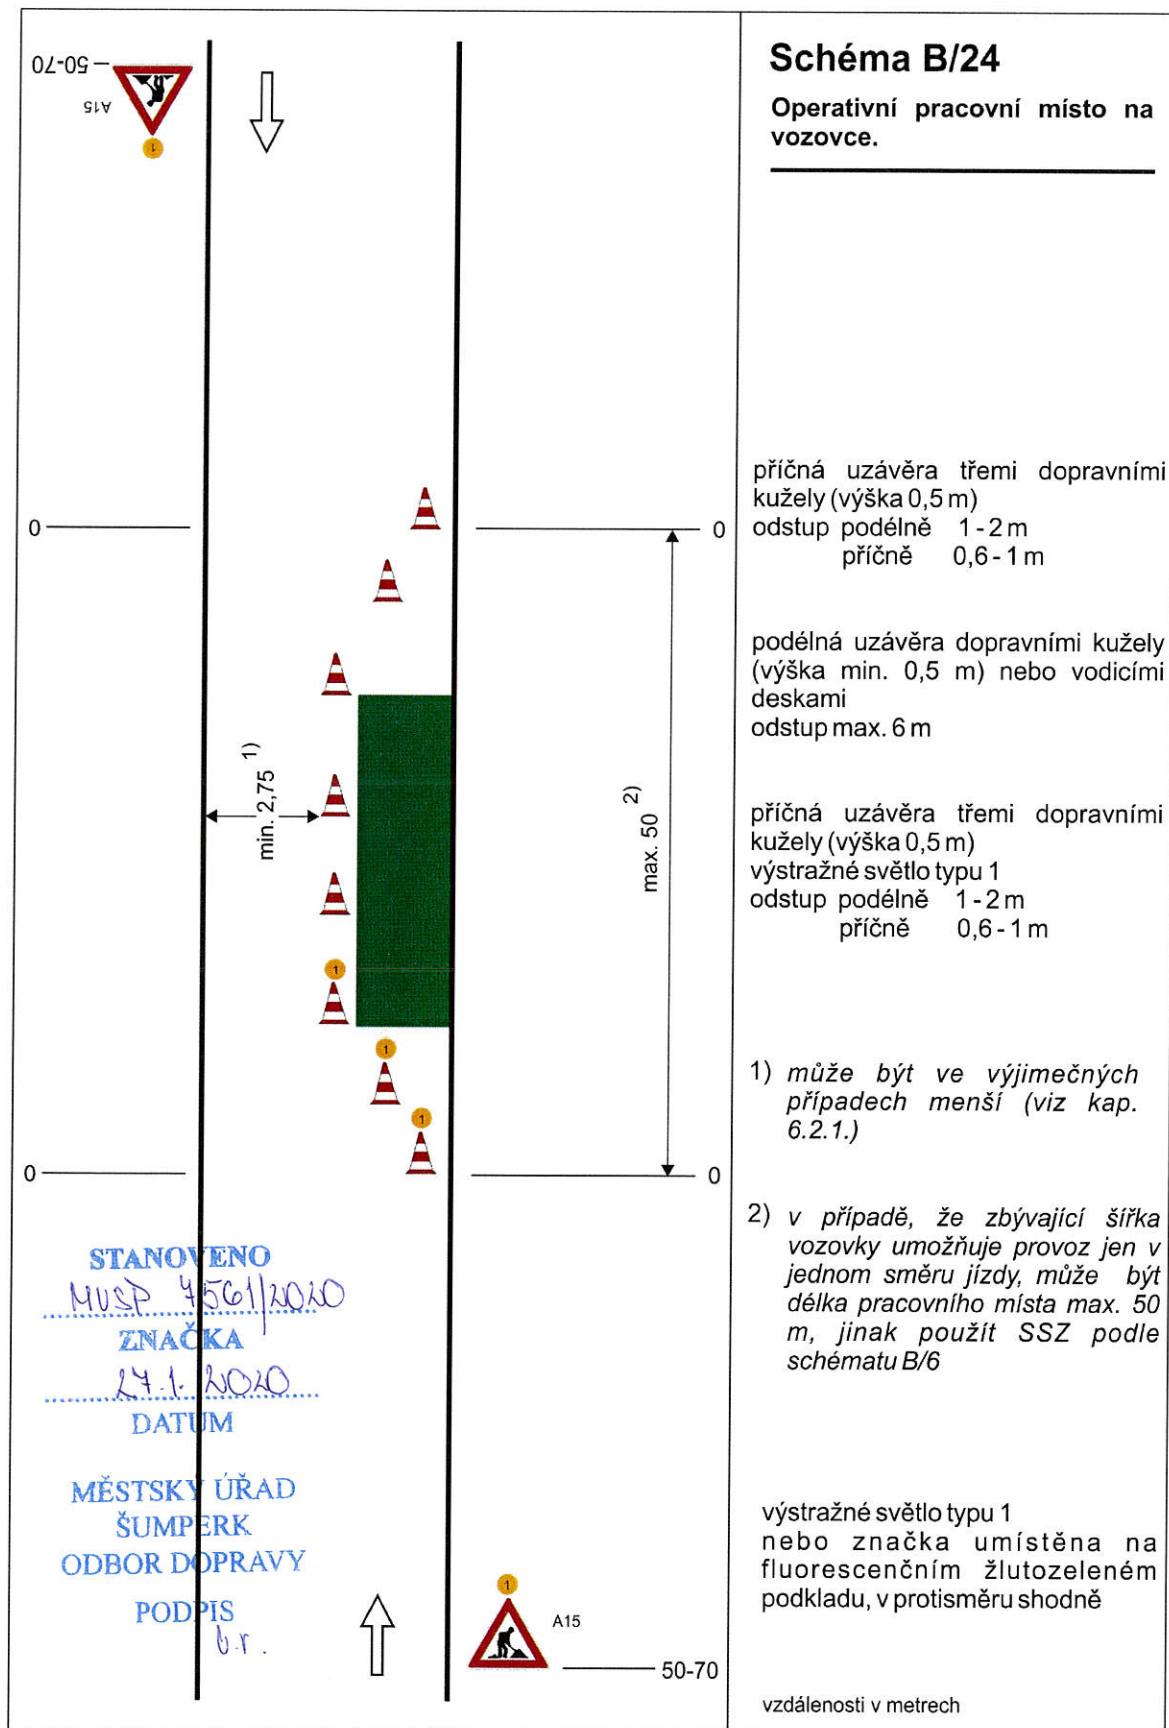 Schéma B/24
Operativní pracovní místo na
vozovce.
50-70
A15
1
příčná uzávěra třemi dopravními
kužely (výška 0,5 m)
odstup podélně 1 - 2 m
příčně 0,6 - 1 m
0
0
podélná uzávěra dopravními kužely
(výška min. 0,5 m) nebo vodicími
deskami
odstup max. 6 m
min. 2,75 1)
max. 50 2)
příčná uzávěra třemi dopravními
kužely (výška 0,5 m)
výstražné světlo typu 1
odstup podélně 1 - 2 m
příčně 0,6 - 1 m
1
1
1
0
0
1) může být ve výjimečných
případech menší (viz kap.
6.2.1.)
2) v případě, že zbývající šířka
vozovky umožňuje provoz jen v
jednom směru jízdy, může být
délka pracovního místa max. 50
m, jinak použít SSZ podle
schématu B/6
STANOVENO
MUSP 7561/2020
ZNAČKA
27.1. 2020
DATUM
MĚSTSKÝ ÚŘAD
ŠUMPERK
ODBOR DOPRAVY
PODPIS
v.r.
výstražné světlo typu 1
nebo značka umístěna na
fluorescenčním žlutozeleném
podkladu, v protisměru shodně
1
A15
50-70
vzdálenosti v metrech